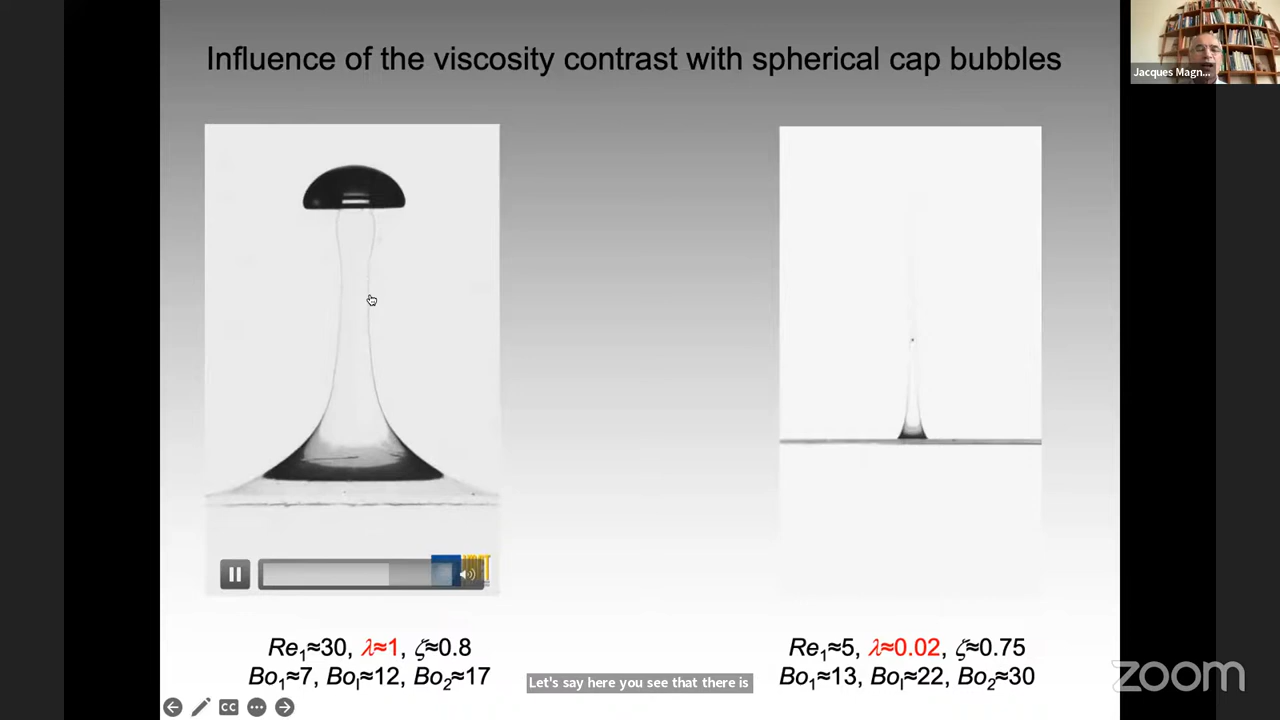 Influence of the viscosity contrast with spherical cap bubbles
Jacques Magn...
Re₁≈30, λ≈1, ζ≈0.8
Bo₁≈7, Boᵢ≈12, Bo₂≈17
Re₁≈5, λ≈0.02, ζ≈0.75
Bo₁≈13, Boᵢ≈22, Bo₂≈30
Let's say here you see that there is
zoom
CC